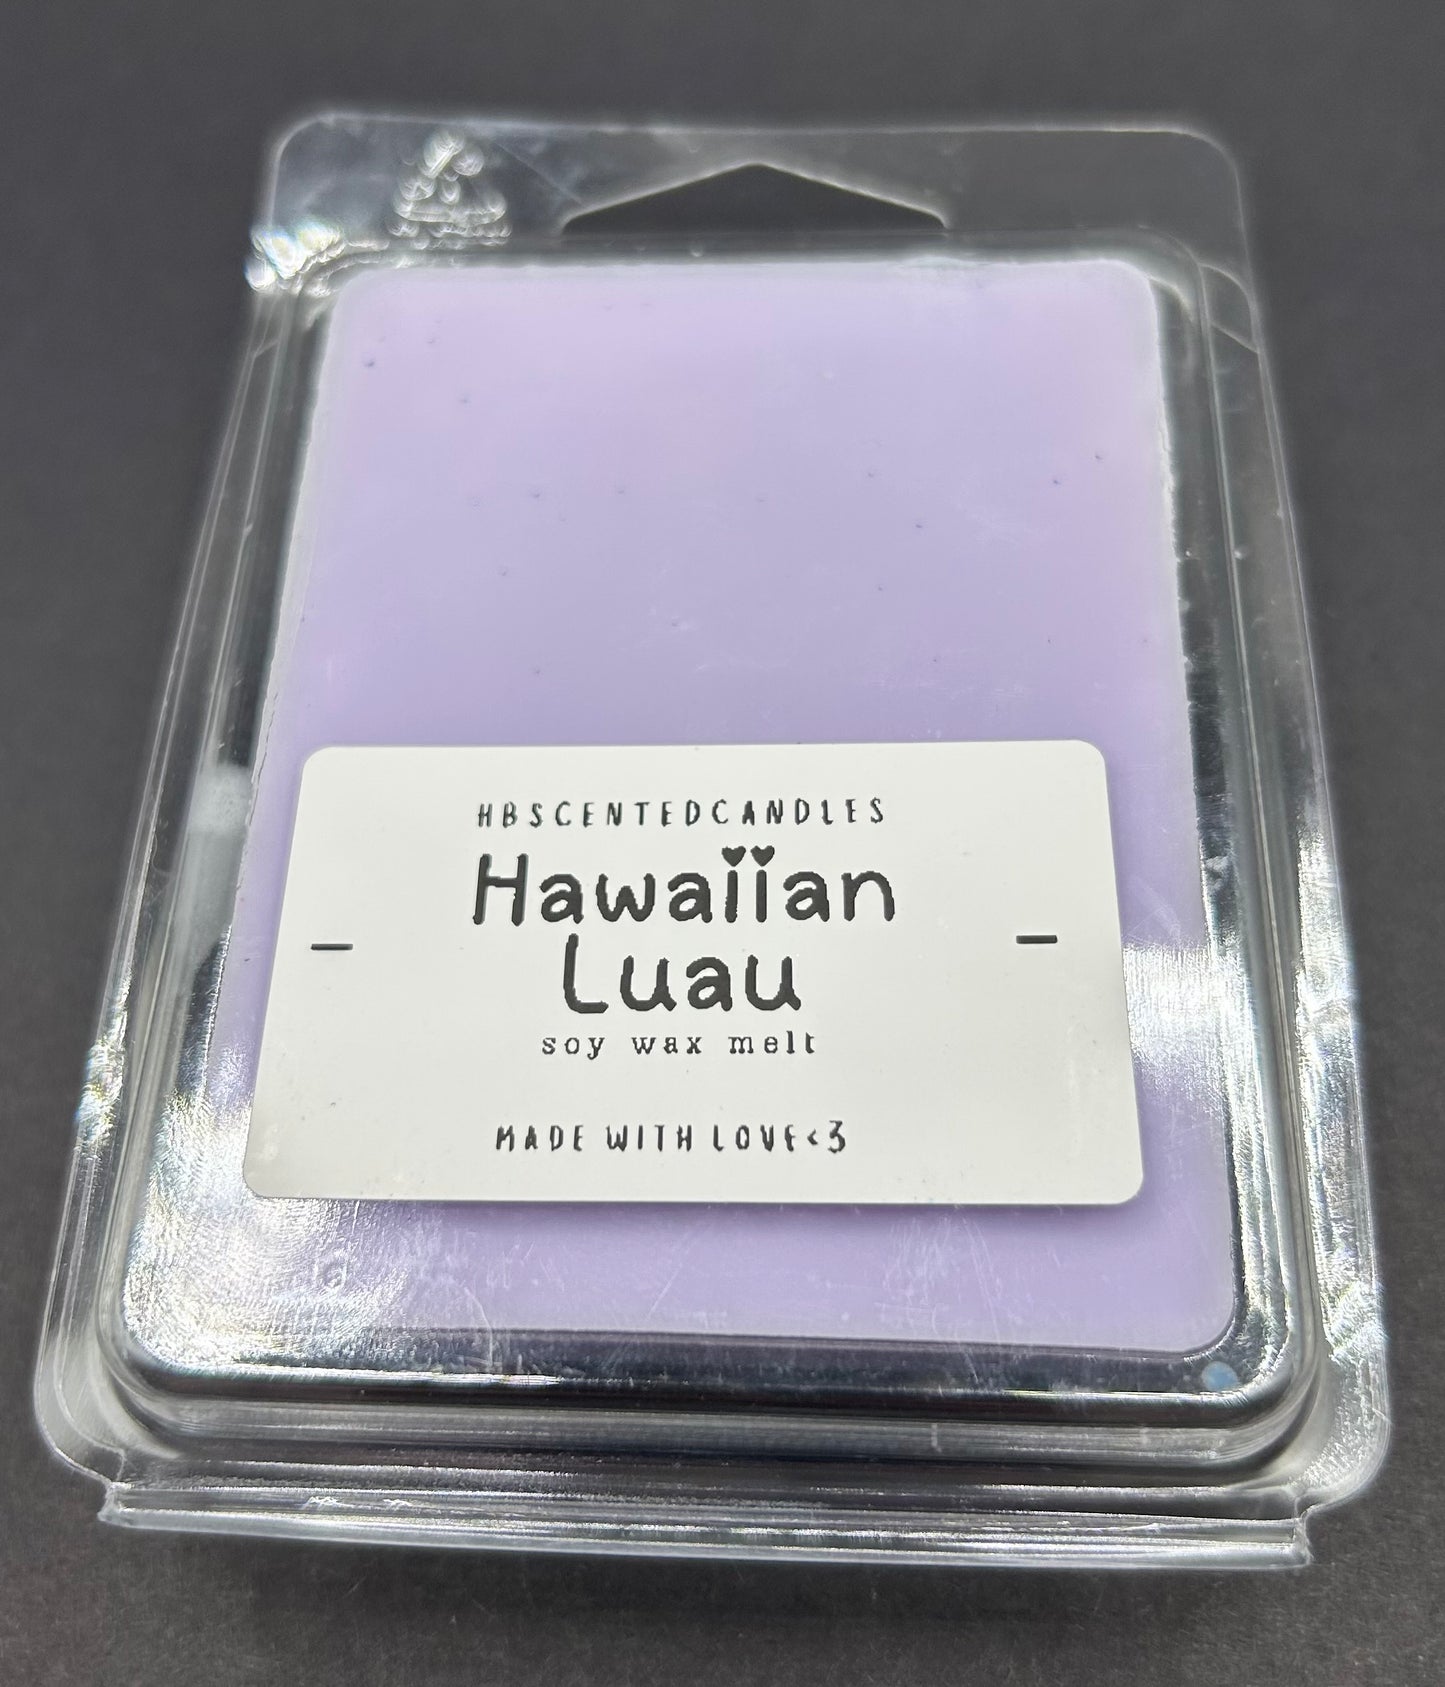 HBSCENTEDCANDLES
Hawaiian
Luau
soy wax melt
MADE WITH LOVE<3